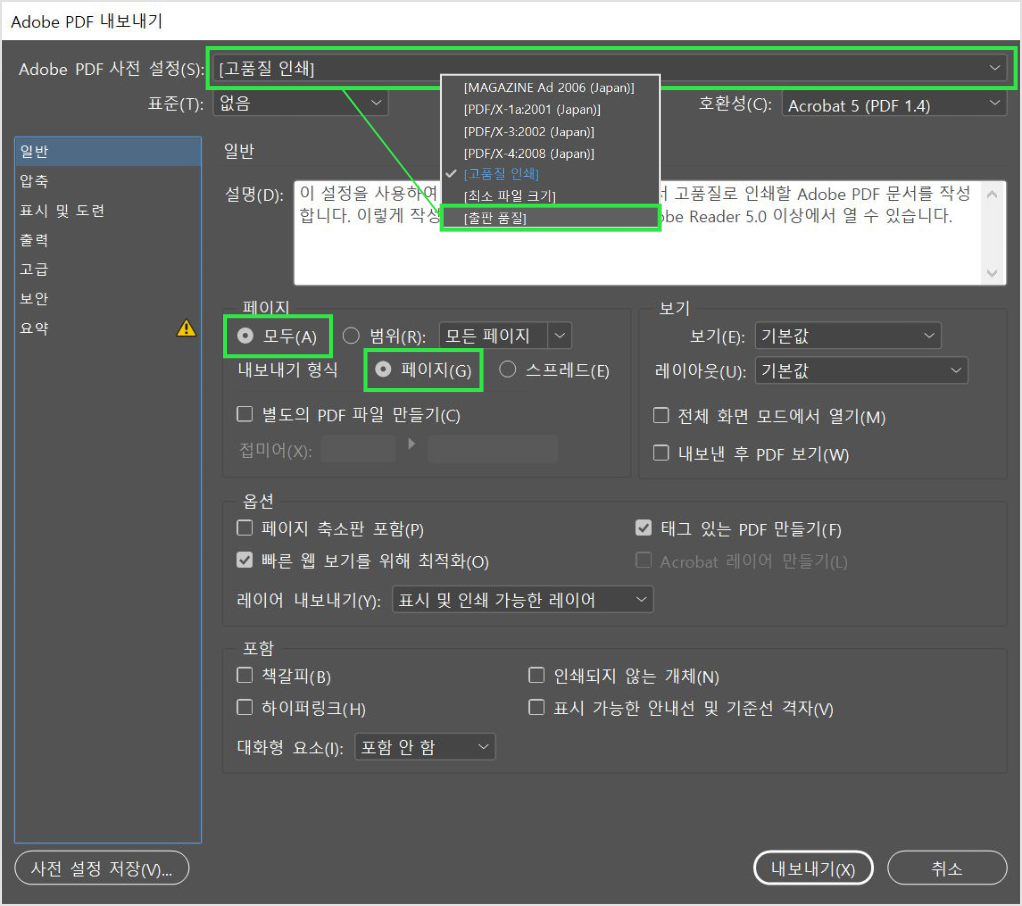 Adobe PDF 내보내기
Adobe PDF 사전 설정(S): [고품질 인쇄]
표준(T): 없음
호환성(C): Acrobat 5 (PDF 1.4)
[MAGAZINE Ad 2006 (Japan)]
[PDF/X-1a:2001 (Japan)]
[PDF/X-3:2002 (Japan)]
[PDF/X-4:2008 (Japan)]
[고품질 인쇄]
[최소 파일 크기]
[출판 품질]
일반
압축
표시 및 도련
출력
고급
보안
요약
일반
설명(D): 이 설정을 사용하여 고품질로 인쇄할 Adobe PDF 문서를 작성
합니다. 이렇게 작성 Reader 5.0 이상에서 열 수 있습니다.
페이지
모두(A) 범위(R): 모든 페이지
내보내기 형식 페이지(G) 스프레드(E)
별도의 PDF 파일 만들기(C)
접미어(X):
보기
보기(E): 기본값
레이아웃(U): 기본값
전체 화면 모드에서 열기(M)
내보낸 후 PDF 보기(W)
옵션
페이지 축소판 포함(P) 태그 있는 PDF 만들기(F)
빠른 웹 보기를 위해 최적화(O) Acrobat 레이어 만들기(L)
레이어 내보내기(Y): 표시 및 인쇄 가능한 레이어
포함
책갈피(B) 인쇄되지 않는 개체(N)
하이퍼링크(H) 표시 가능한 안내선 및 기준선 격자(V)
대화형 요소(I): 포함 안 함
사전 설정 저장(V)... 내보내기(X) 취소